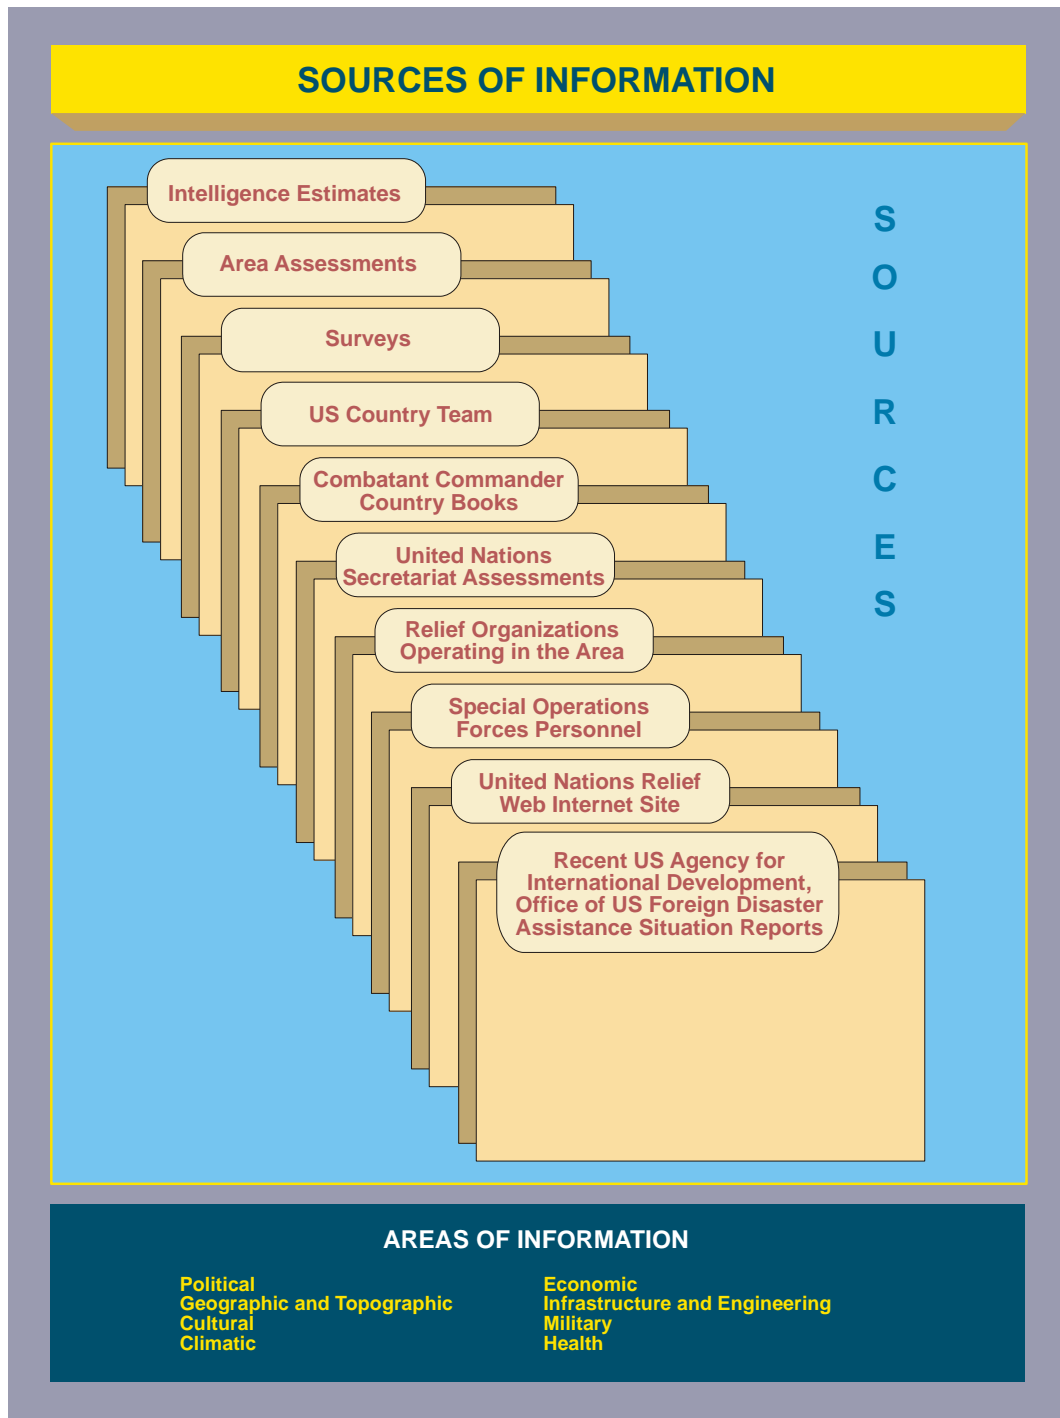 SOURCES OF INFORMATION
Intelligence Estimates
Area Assessments
Surveys
US Country Team
Combatant Commander
Country Books
United Nations
Secretariat Assessments
Relief Organizations
Operating in the Area
Special Operations
Forces Personnel
United Nations Relief
Web Internet Site
Recent US Agency for
International Development,
Office of US Foreign Disaster
Assistance Situation Reports
S
O
U
R
C
E
S
AREAS OF INFORMATION
Political
Geographic and Topographic
Cultural
Climatic
Economic
Infrastructure and Engineering
Military
Health